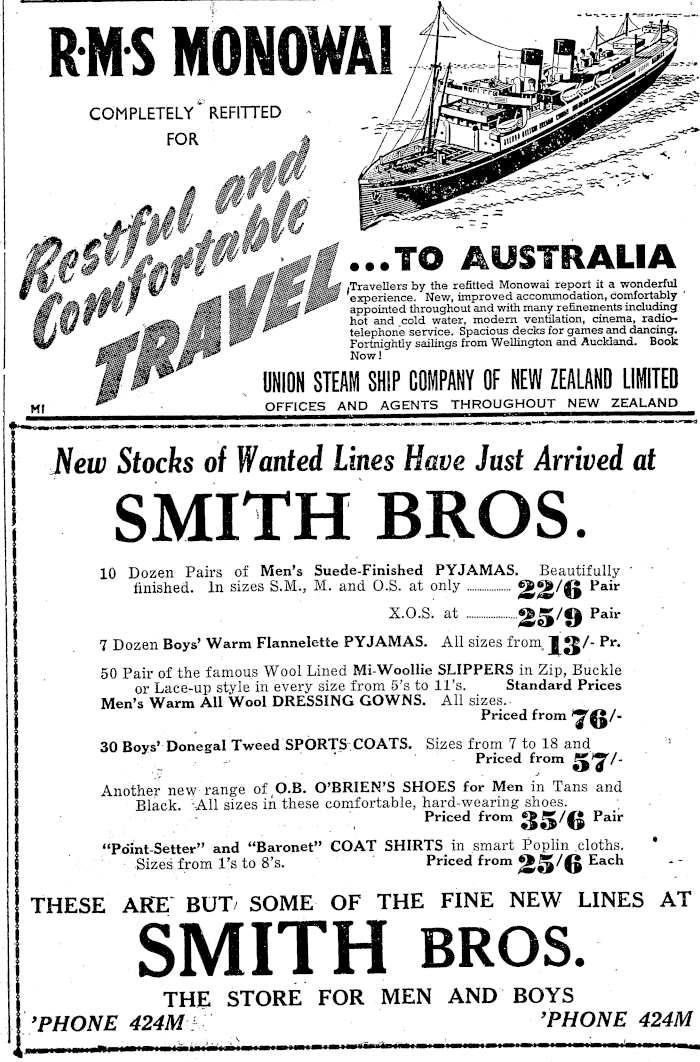 R·M·S MONOWAI
COMPLETELY REFITTED
FOR
Restful and
Comfortable
TRAVEL
...TO AUSTRALIA
Travellers by the refitted Monowai report it a wonderful
experience. New, improved accommodation, comfortably
appointed throughout and with many refinements including
hot and cold water, modern ventilation, cinema, radio-
telephone service. Spacious decks for games and dancing.
Fortnightly sailings from Wellington and Auckland. Book
Now!
UNION STEAM SHIP COMPANY OF NEW ZEALAND LIMITED
OFFICES AND AGENTS THROUGHOUT NEW ZEALAND
M1
New Stocks of Wanted Lines Have Just Arrived at
SMITH BROS.
10 Dozen Pairs of Men's Suede-Finished PYJAMAS. Beautifully
finished. In sizes S.M., M. and O.S. at only ................ 22/6 Pair
X.O.S. at ................ 25/9 Pair
7 Dozen Boys' Warm Flannelette PYJAMAS. All sizes from 13/- Pr.
50 Pair of the famous Wool Lined Mi-Woollie SLIPPERS in Zip, Buckle
or Lace-up style in every size from 5's to 11's. Standard Prices
Men's Warm All Wool DRESSING GOWNS. All sizes.
Priced from 76/-
30 Boys' Donegal Tweed SPORTS COATS. Sizes from 7 to 18 and
Priced from 57/-
Another new range of O.B. O'BRIEN'S SHOES for Men in Tans and
Black. All sizes in these comfortable, hard-wearing shoes.
Priced from 35/6 Pair
"Point-Setter" and "Baronet" COAT SHIRTS in smart Poplin cloths.
Sizes from 1's to 8's. Priced from 25/6 Each
THESE ARE BUT SOME OF THE FINE NEW LINES AT
SMITH BROS.
THE STORE FOR MEN AND BOYS
'PHONE 424M 'PHONE 424M